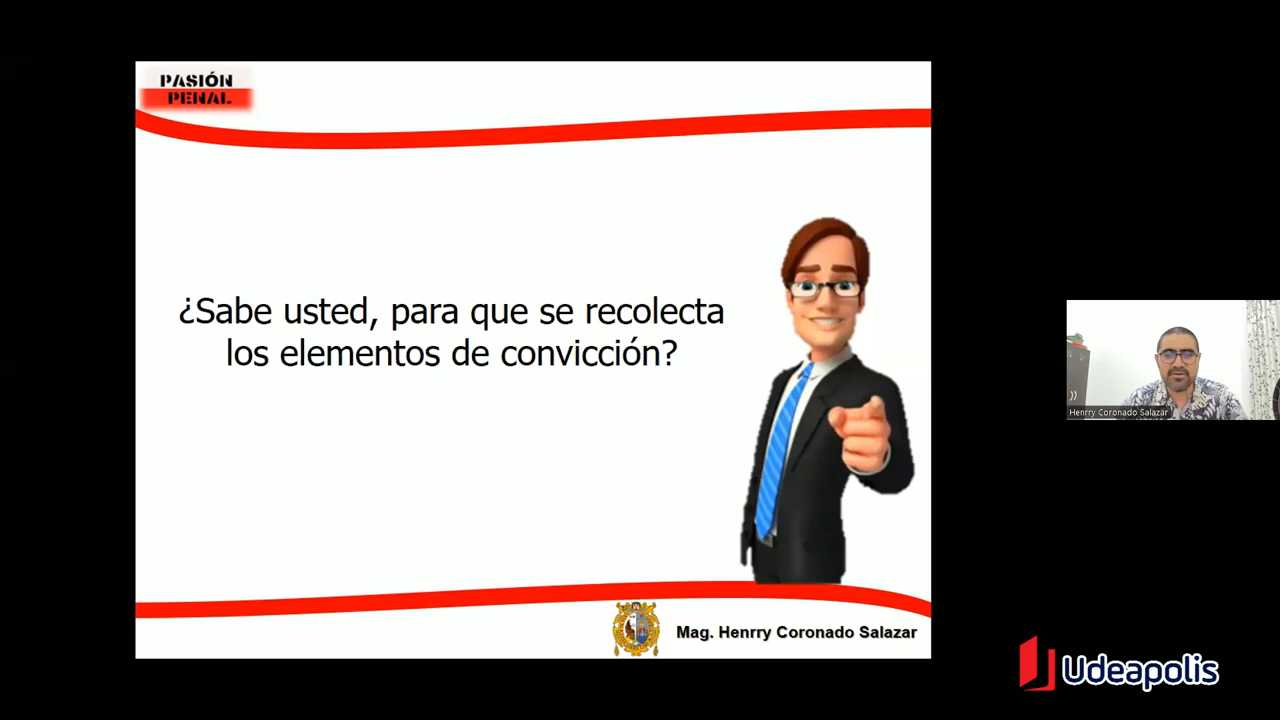 PASIÓN
PENAL
¿Sabe usted, para que se recolecta
los elementos de convicción?
Henrry Coronado Salazar
Mag. Henrry Coronado Salazar
Udeapolis